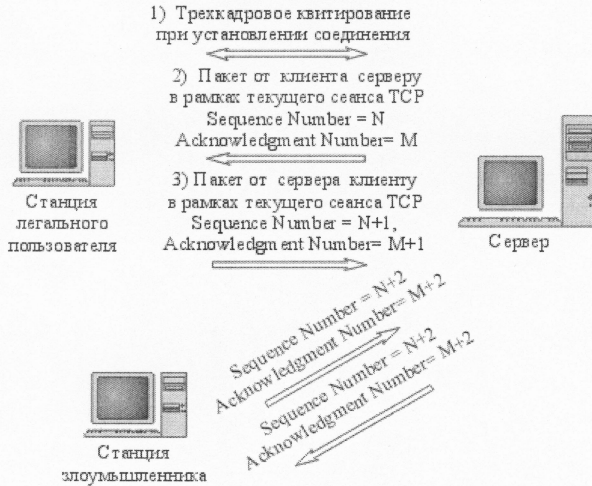 1) Трехкадровое квитирование
при установлении соединения
2) Пакет от клиента серверу
в рамках текущего сеанса TCP
Sequence Number = N
Acknowledgment Number= M
3) Пакет от сервера клиенту
в рамках текущего сеанса TCP
Sequence Number = N+1,
Acknowledgment Number= M+1
Станция
легального
пользователя
Сервер
Sequence Number = N+2
Acknowledgment Number= M+2
Sequence Number = N+2
Acknowledgment Number= M+2
Станция
злоумышленника